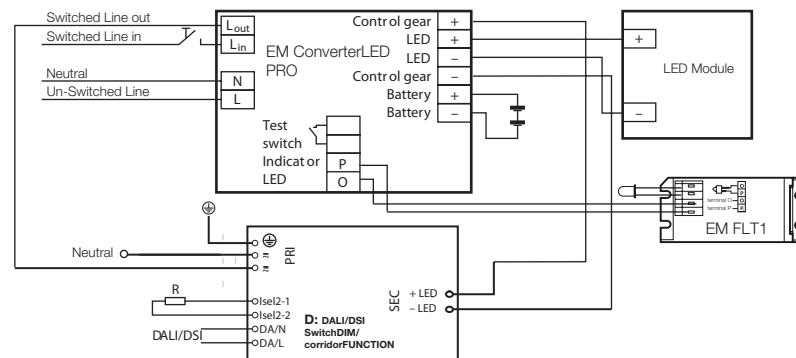 Switched Line out
Switched Line in
Neutral
Un-Switched Line
Lout
Lin
N
L
EM ConverterLED
PRO
Control gear +
LED +
LED –
Control gear –
Battery +
Battery –
Test
switch
Indicator
LED
P
O
+
–
LED Module
O
P
terminal O
O
terminal P
P
EM FLT1
Neutral
PRI
R
Isel2-1
Isel2-2
DALI/DSI
DA/N
DA/L
D: DALI/DSI
SwitchDIM/
corridorFUNCTION
SEC
+ LED
– LED